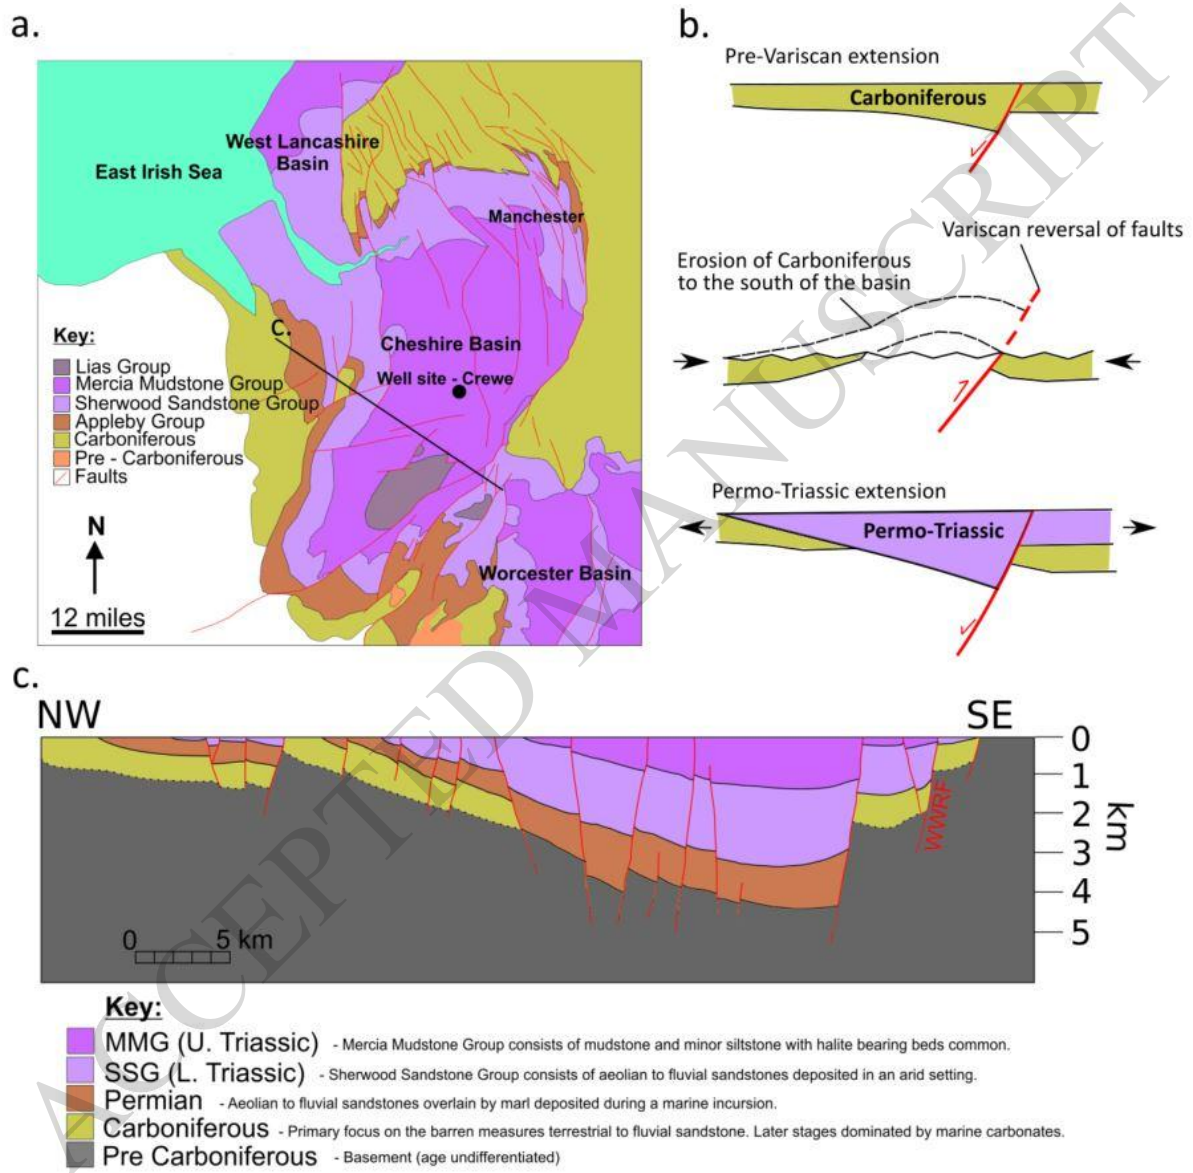 a.
West Lancashire
Basin
East Irish Sea
Manchester
C.
Cheshire Basin
Well site - Crewe
Key:
Lias Group
Mercia Mudstone Group
Sherwood Sandstone Group
Appleby Group
Carboniferous
Pre - Carboniferous
Faults
N
12 miles
Worcester Basin
b.
Pre-Variscan extension
Carboniferous
Variscan reversal of faults
Erosion of Carboniferous
to the south of the basin
Permo-Triassic extension
Permo-Triassic
c.
NW
SE
0
1
2
3
4
5
km
WWRF
0 5 km
Key:
MMG (U. Triassic) - Mercia Mudstone Group consists of mudstone and minor siltstone with halite bearing beds common.
SSG (L. Triassic) - Sherwood Sandstone Group consists of aeolian to fluvial sandstones deposited in an arid setting.
Permian - Aeolian to fluvial sandstones overlain by marl deposited during a marine incursion.
Carboniferous - Primary focus on the barren measures terrestrial to fluvial sandstone. Later stages dominated by marine carbonates.
Pre Carboniferous - Basement (age undifferentiated)
ACCEPTED MANUSCRIPT